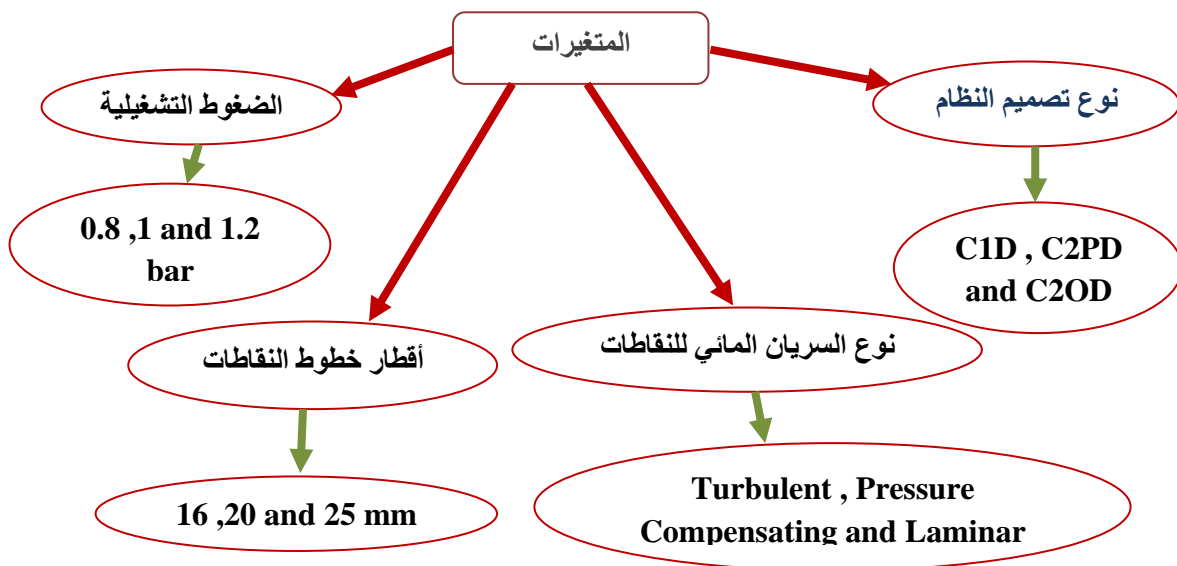 المتغيرات
نوع تصميم النظام
C1D , C2PD
and C2OD
نوع السريان المائي للنقاطات
Turbulent , Pressure
Compensating and Laminar
أقطار خطوط النقاطات
16 ,20 and 25 mm
الضغوط التشغيلية
0.8 ,1 and 1.2
bar